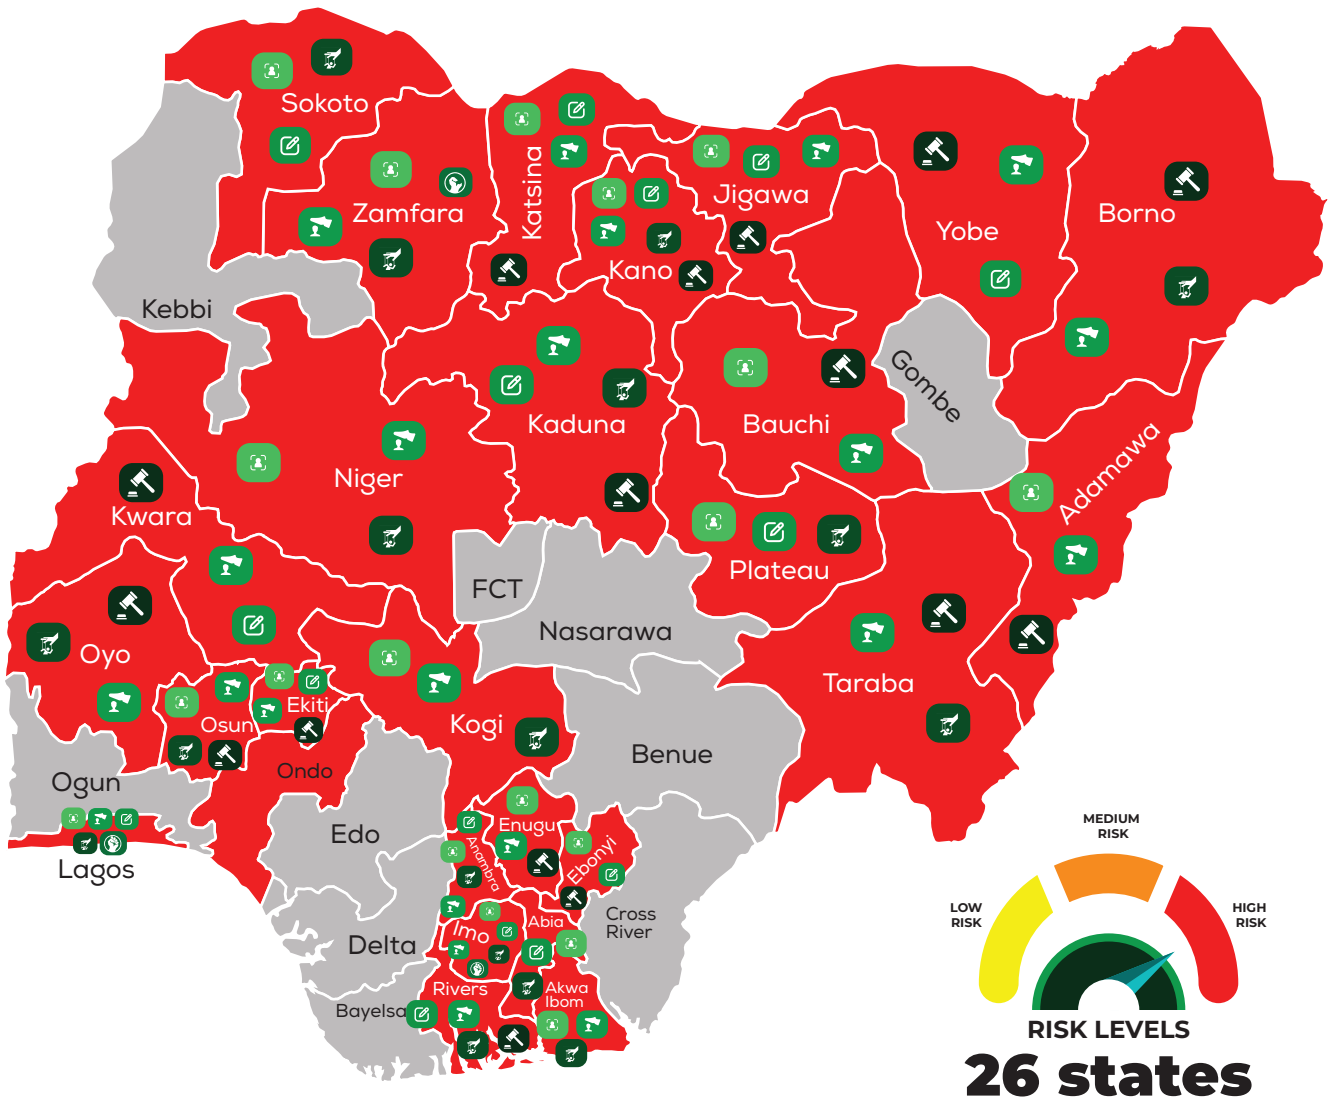 Sokoto
Katsina
Zamfara
Jigawa
Kano
Yobe
Borno
Kebbi
Gombe
Kaduna
Bauchi
Niger
Adamawa
Kwara
Plateau
FCT
Nasarawa
Oyo
Taraba
Ekiti
Osun
Kogi
Benue
Ondo
Ogun
Edo
Enugu
Anambra
Ebonyi
Lagos
Cross
River
Abia
Imo
Delta
Rivers
Akwa
Ibom
Bayelsa
MEDIUM
RISK
LOW
RISK
HIGH
RISK
RISK LEVELS
26 states